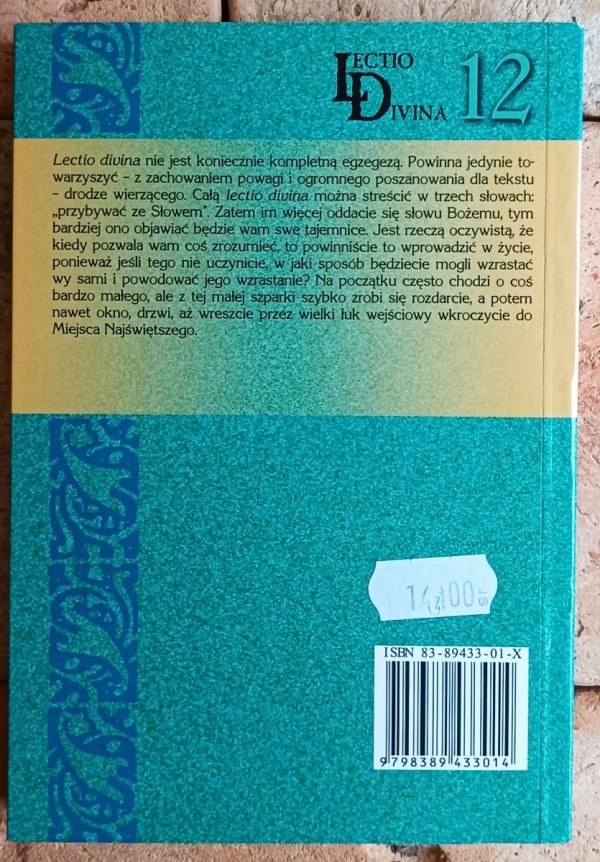 LECTIO
DIVINA 12
Lectio divina nie jest koniecznie kompletną egzegezą. Powinna jedynie to-
warzyszyć – z zachowaniem powagi i ogromnego poszanowania dla tekstu
– drodze wierzącego. Całą lectio divina można streścić w trzech słowach:
„przybywać ze Słowem". Zatem im więcej oddacie się słowu Bożemu, tym
bardziej ono objawiać będzie wam swe tajemnice. Jest rzeczą oczywistą, że
kiedy pozwala wam coś zrozumieć, to powinniście to wprowadzić w życie,
ponieważ jeśli tego nie uczynicie, w jaki sposób będziecie mogli wzrastać
wy sami i powodować jego wzrastanie? Na początku często chodzi o coś
bardzo małego, ale z tej małej szparki szybko zrobi się rozdarcie, a potem
nawet okno, drzwi, aż wreszcie przez wielki łuk wejściowy wkroczycie do
Miejsca Najświętszego.
ISBN 83-89433-01-X
9 798389 433014